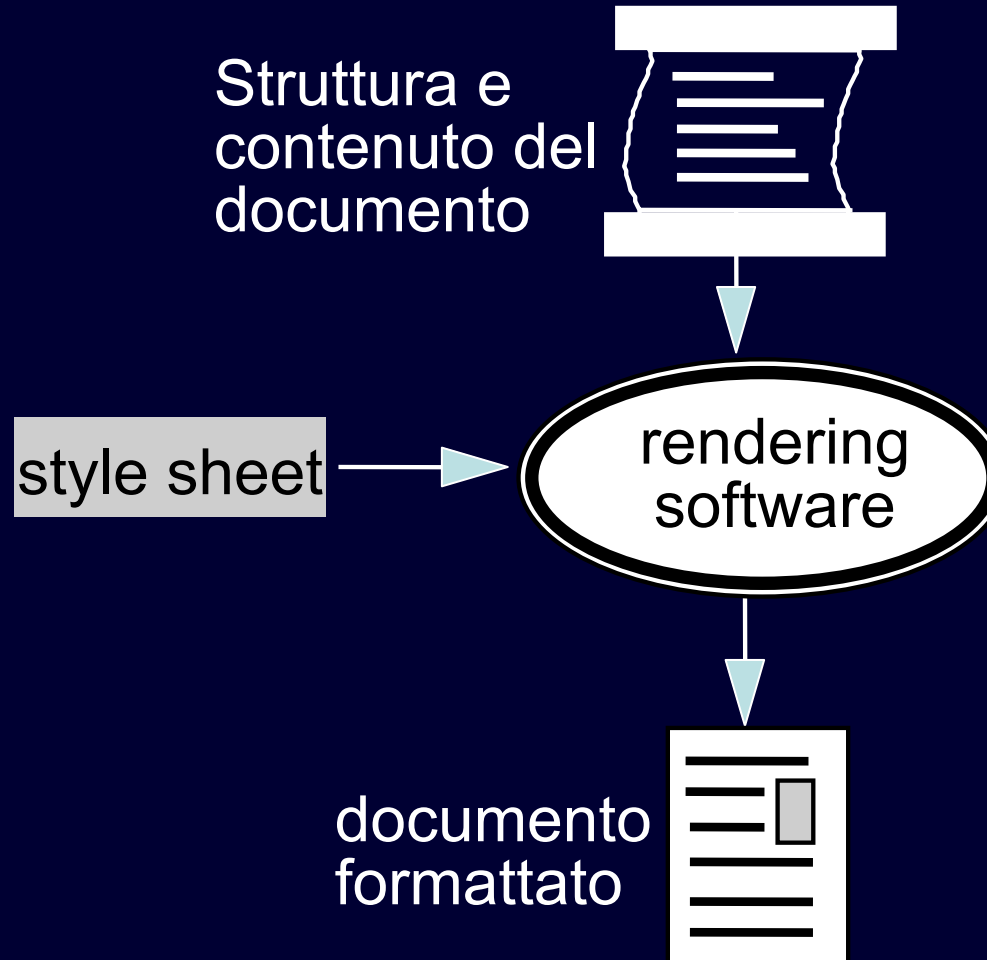 Struttura e
contenuto del
documento
style sheet
rendering
software
documento
formattato